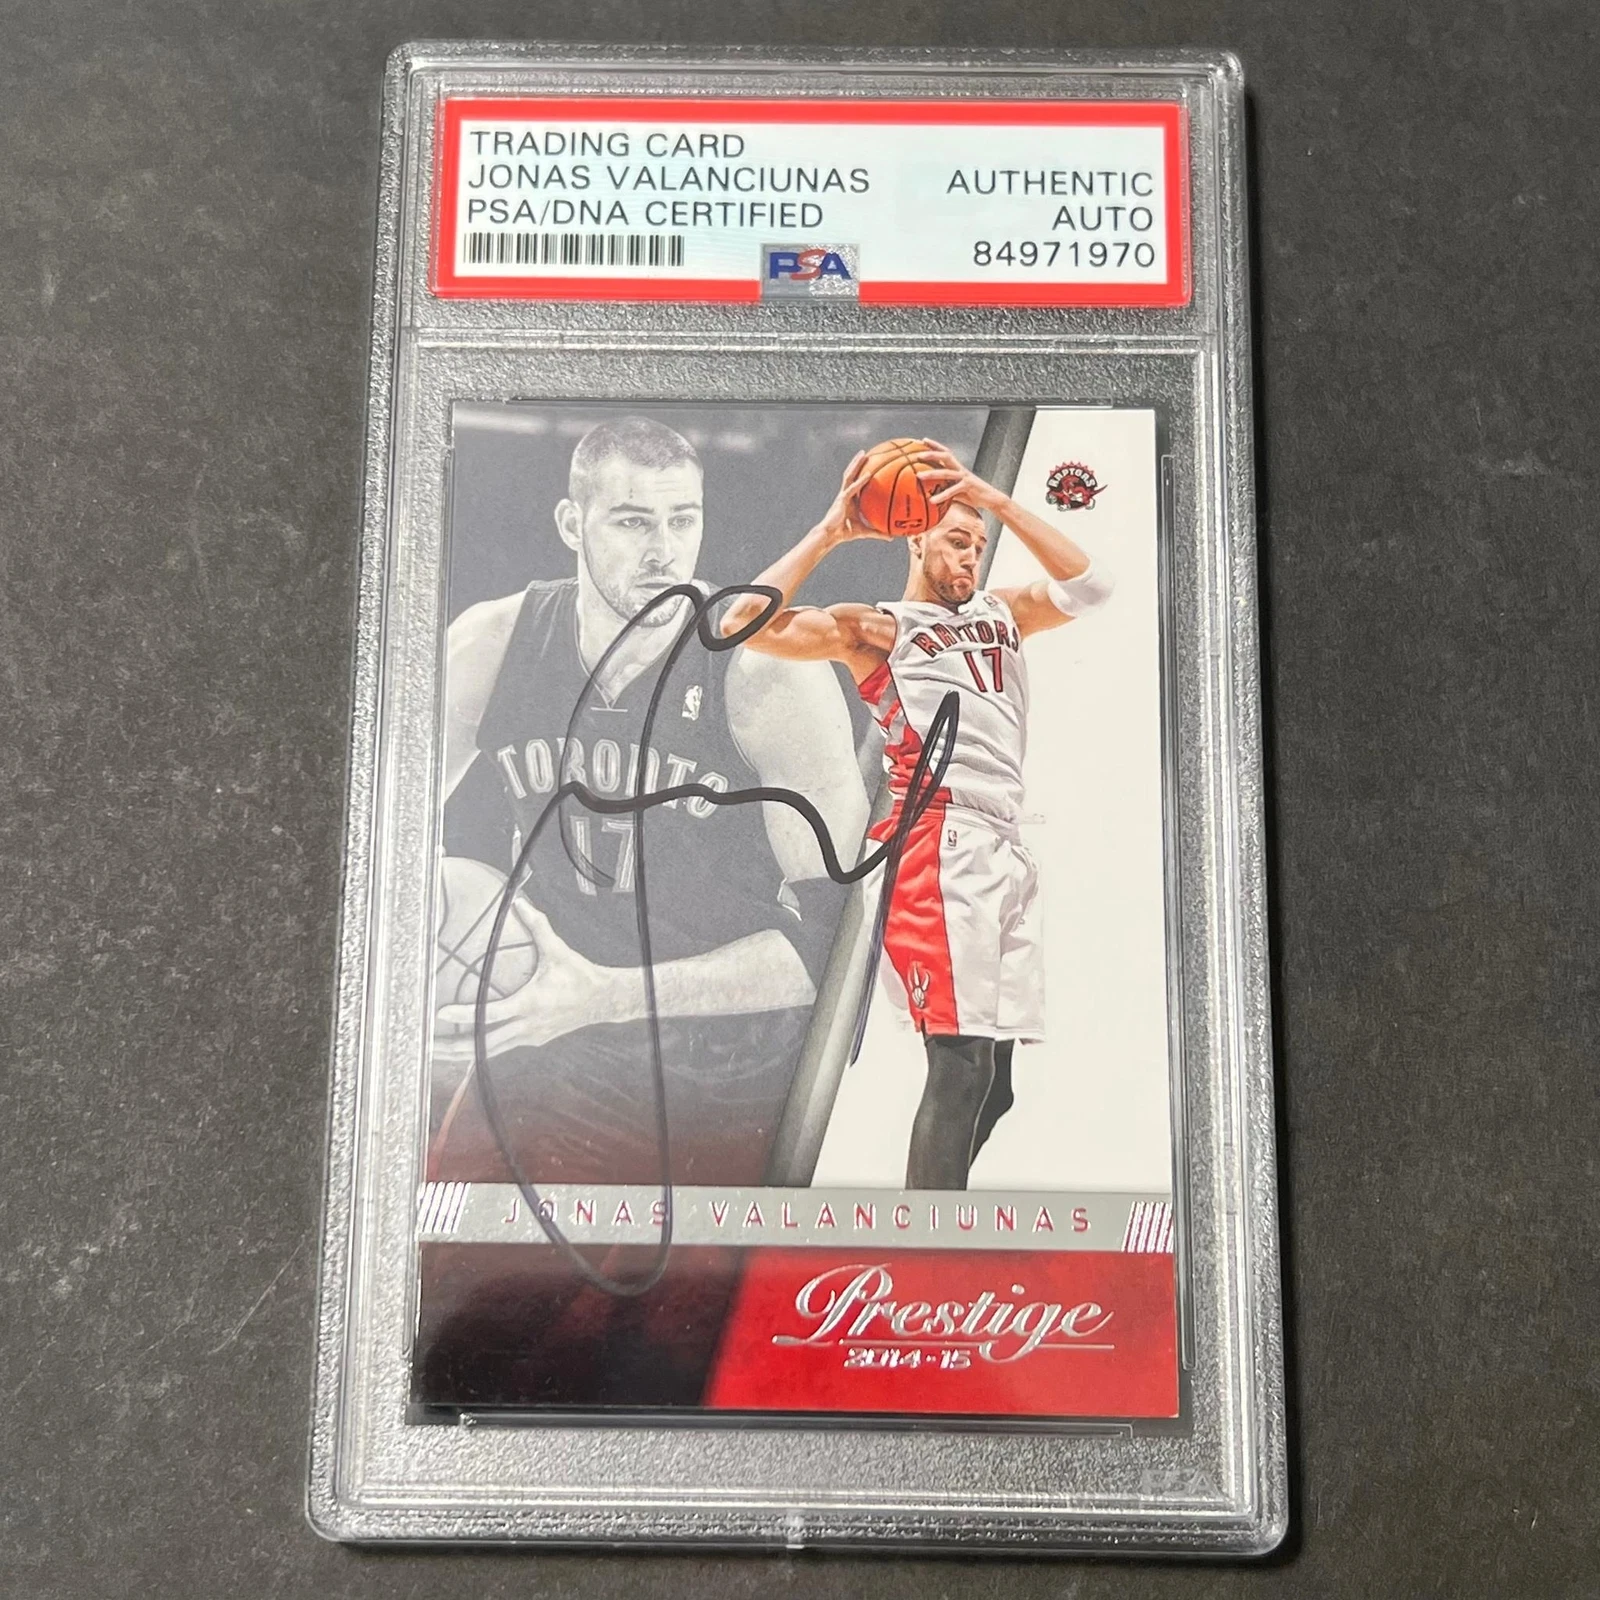 TRADING CARD
JONAS VALANCIUNAS
PSA/DNA CERTIFIED
AUTHENTIC
AUTO
84971970
PSA
RAPTORS
RAPTORS
17
TORONTO
17
JONAS VALANCIUNAS
Prestige
2014-15
PSA